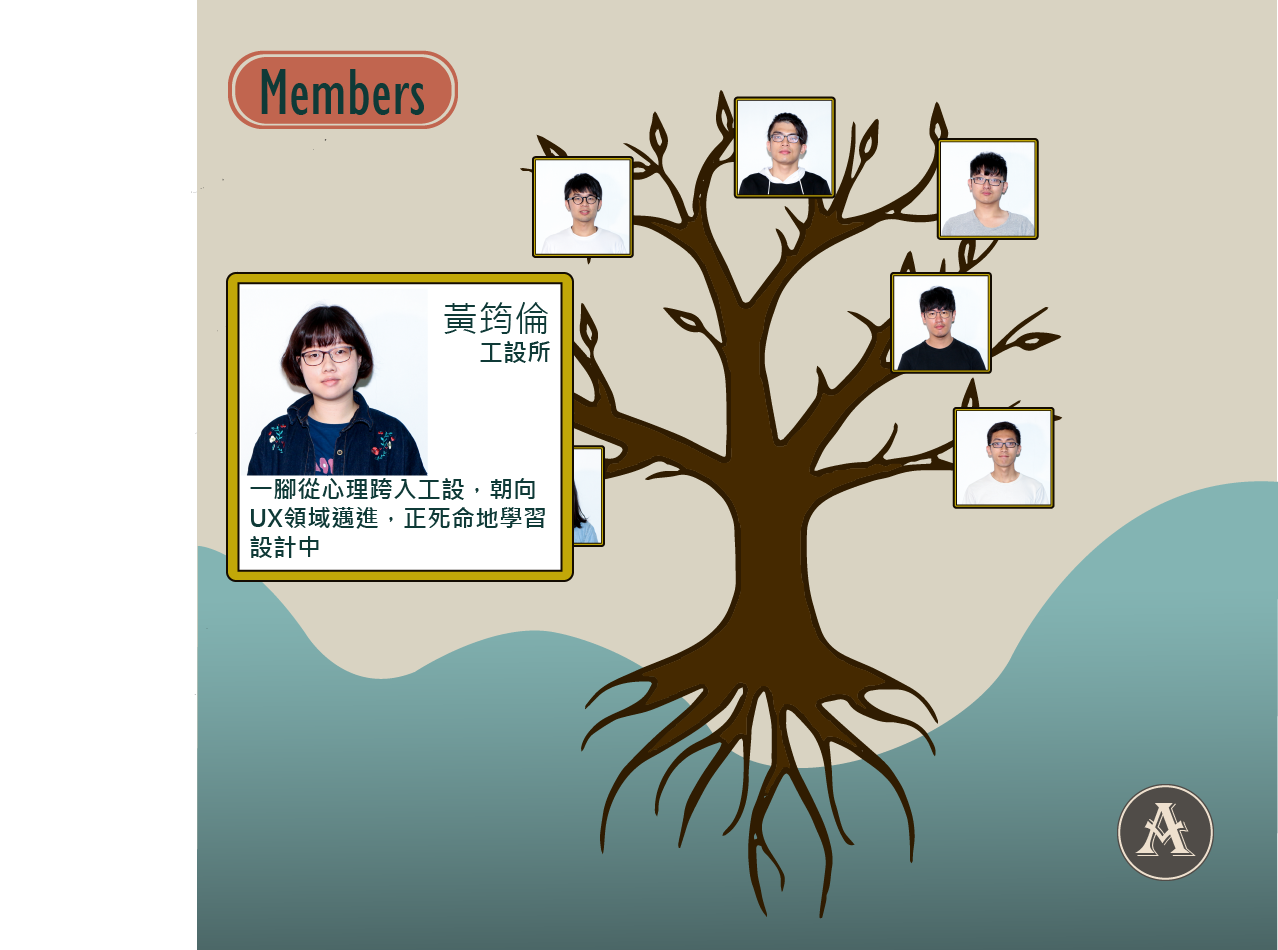 Members
黃筠倫
工設所
一腳從心理跨入工設，朝向
UX領域邁進，正死命地學習
設計中
A